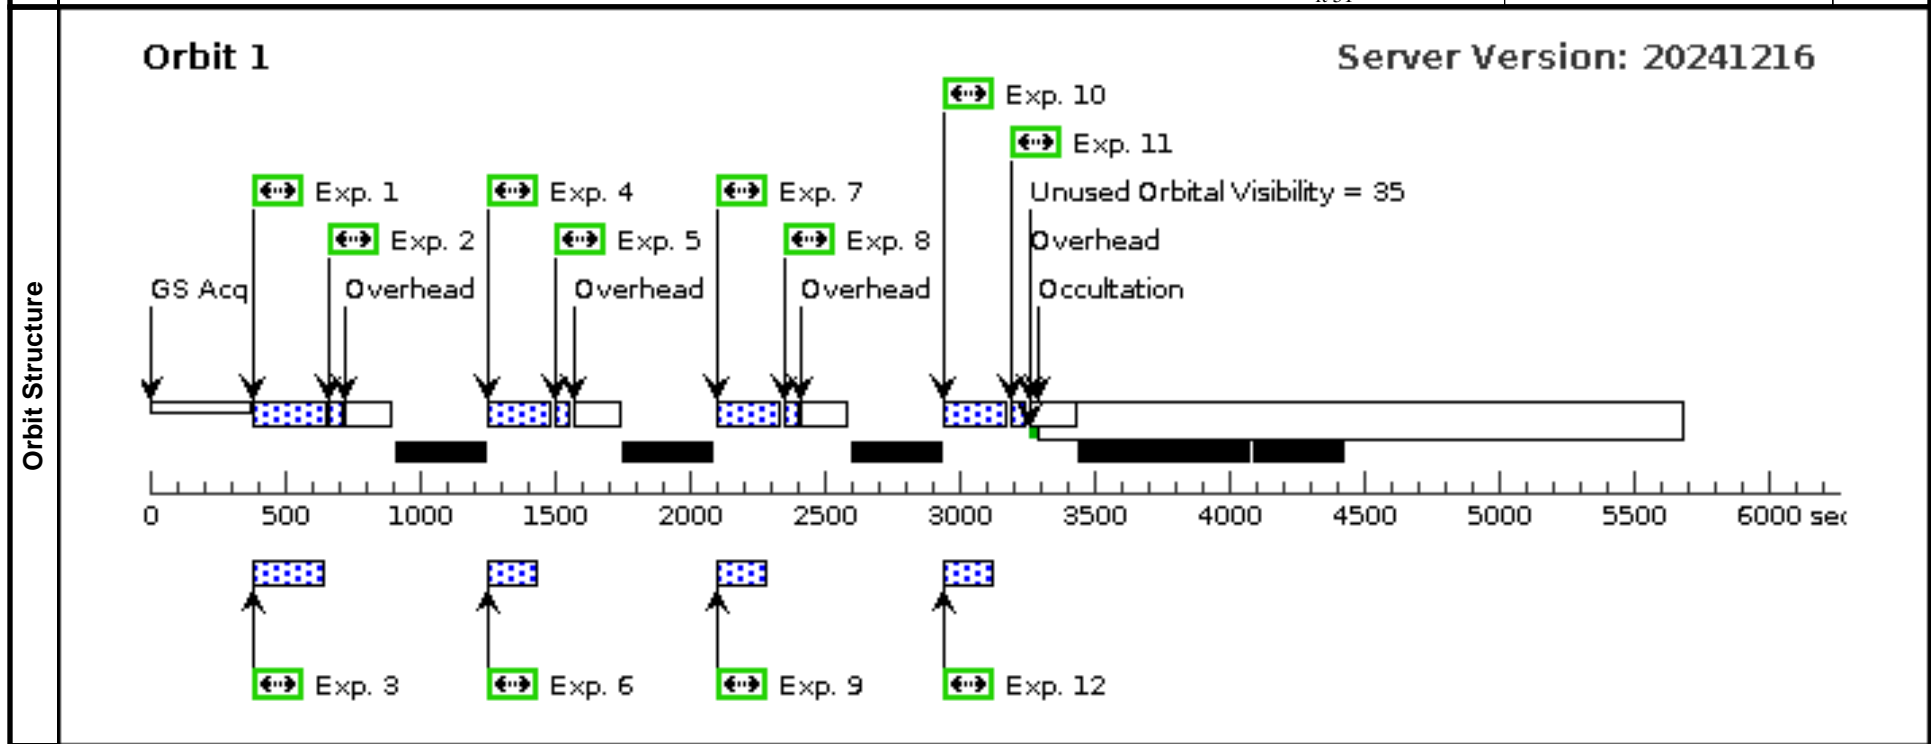 Orbit 1
Server Version: 20241216
Exp. 10
Exp. 11
Exp. 1
Exp. 4
Exp. 7
Unused Orbital Visibility = 35
Exp. 2
Exp. 5
Exp. 8
Overhead
GS Acq
Overhead
Overhead
Overhead
Occultation
Orbit Structure
0 500 1000 1500 2000 2500 3000 3500 4000 4500 5000 5500 6000 sec
Exp. 3
Exp. 6
Exp. 9
Exp. 12